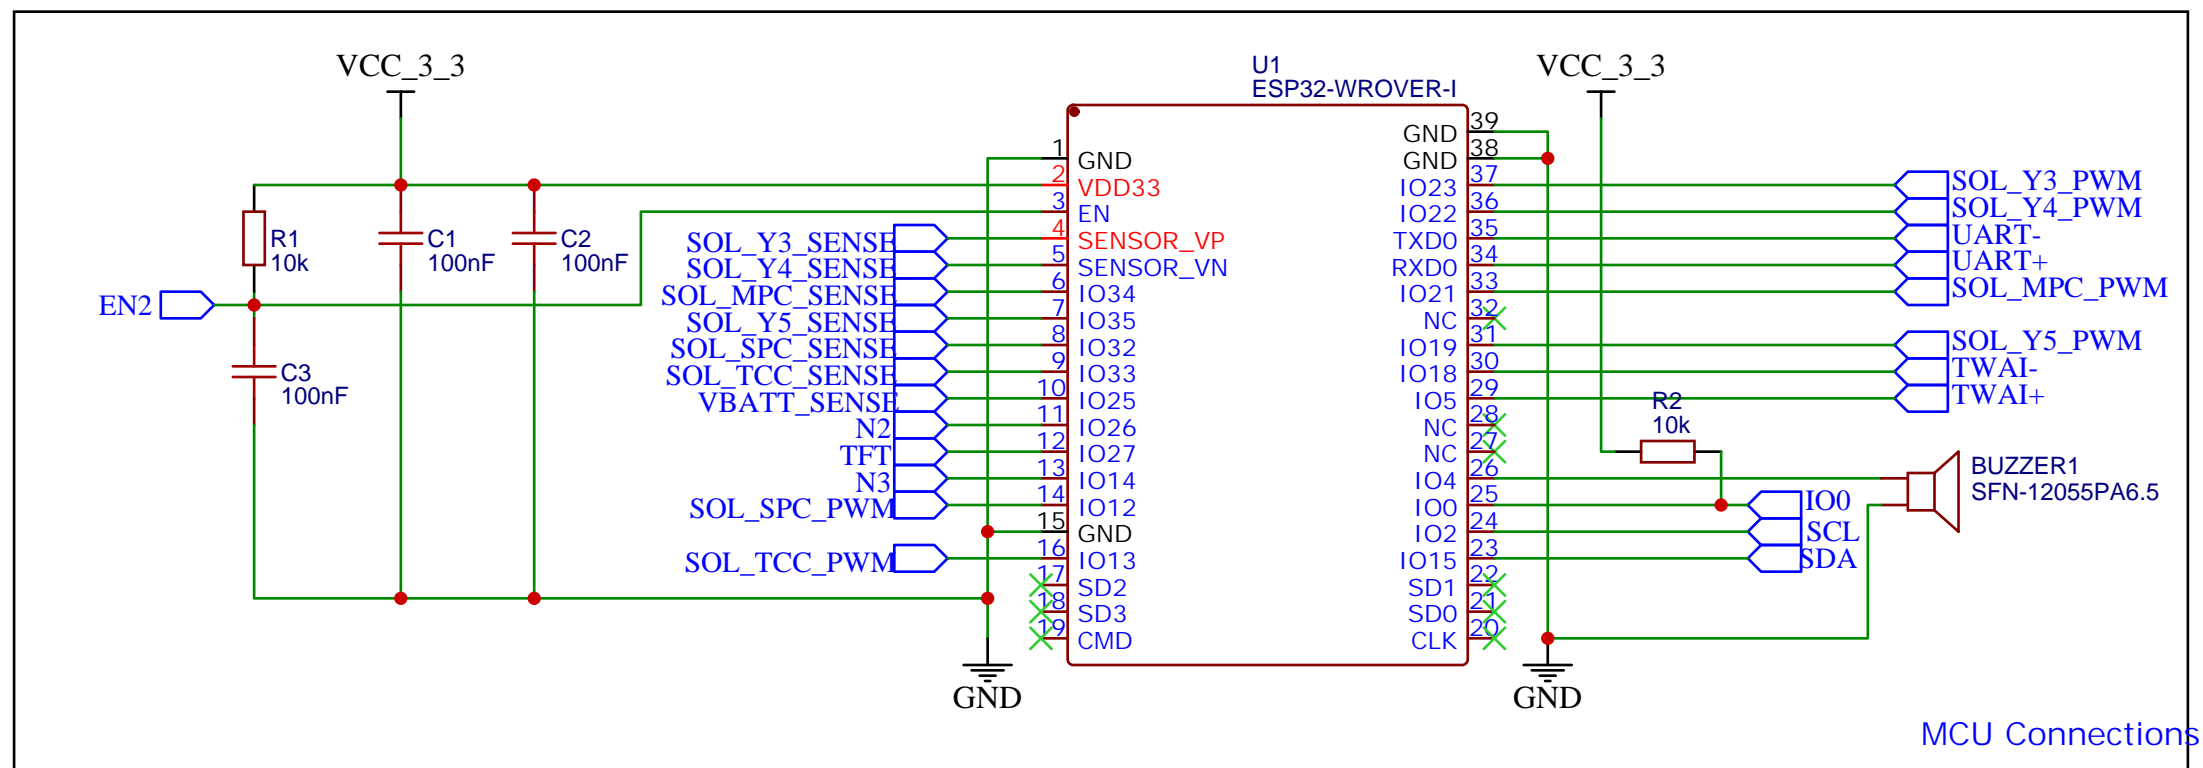 VCC_3_3
U1
ESP32-WROVER-I
VCC_3_3
R1
10k
C1
100nF
C2
100nF
EN2
C3
100nF
SOL_Y3_SENSE
SOL_Y4_SENSE
SOL_MPC_SENSE
SOL_Y5_SENSE
SOL_SPC_SENSE
SOL_TCC_SENSE
VBATT_SENSE
N2
TFT
N3
SOL_SPC_PWM
SOL_TCC_PWM
1 GND
2 VDD33
3 EN
4 SENSOR_VP
5 SENSOR_VN
6 IO34
7 IO35
8 IO32
9 IO33
10 IO25
11 IO26
12 IO27
13 IO14
14 IO12
15 GND
16 IO13
17 SD2
18 SD3
19 CMD
GND 39
GND 38
IO23 37
IO22 36
TXD0 35
RXD0 34
IO21 33
NC 32
IO19 31
IO18 30
IO5 29
NC 28
NC 27
IO4 26
IO0 25
IO2 24
IO15 23
SD1 22
SD0 21
CLK 20
SOL_Y3_PWM
SOL_Y4_PWM
UART-
UART+
SOL_MPC_PWM
SOL_Y5_PWM
TWAI-
TWAI+
R2
10k
BUZZER1
SFN-12055PA6.5
IO0
SCL
SDA
GND
GND
MCU Connections